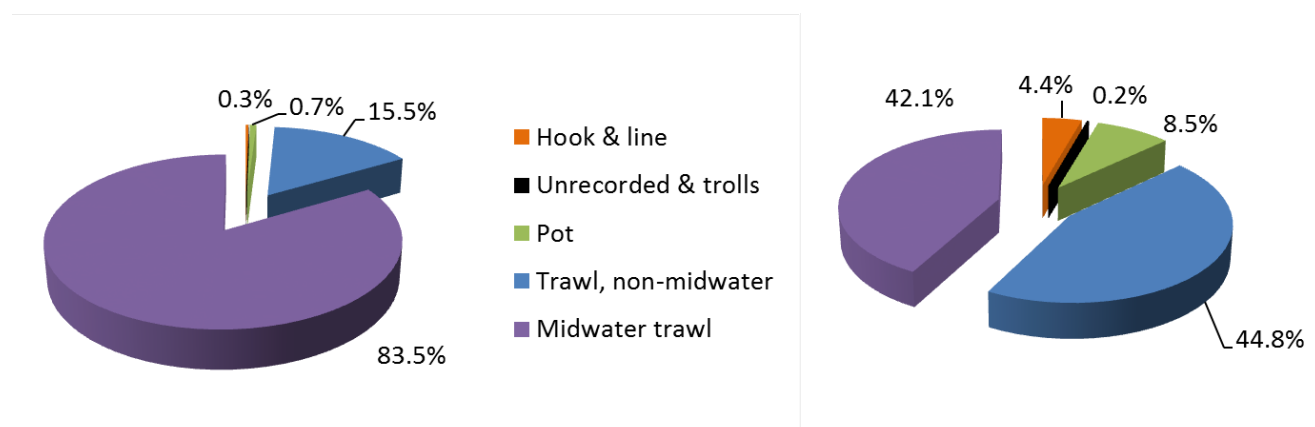 0.3%
0.7%
15.5%
83.5%
Hook & line
Unrecorded & trolls
Pot
Trawl, non-midwater
Midwater trawl
42.1%
4.4%
0.2%
8.5%
44.8%